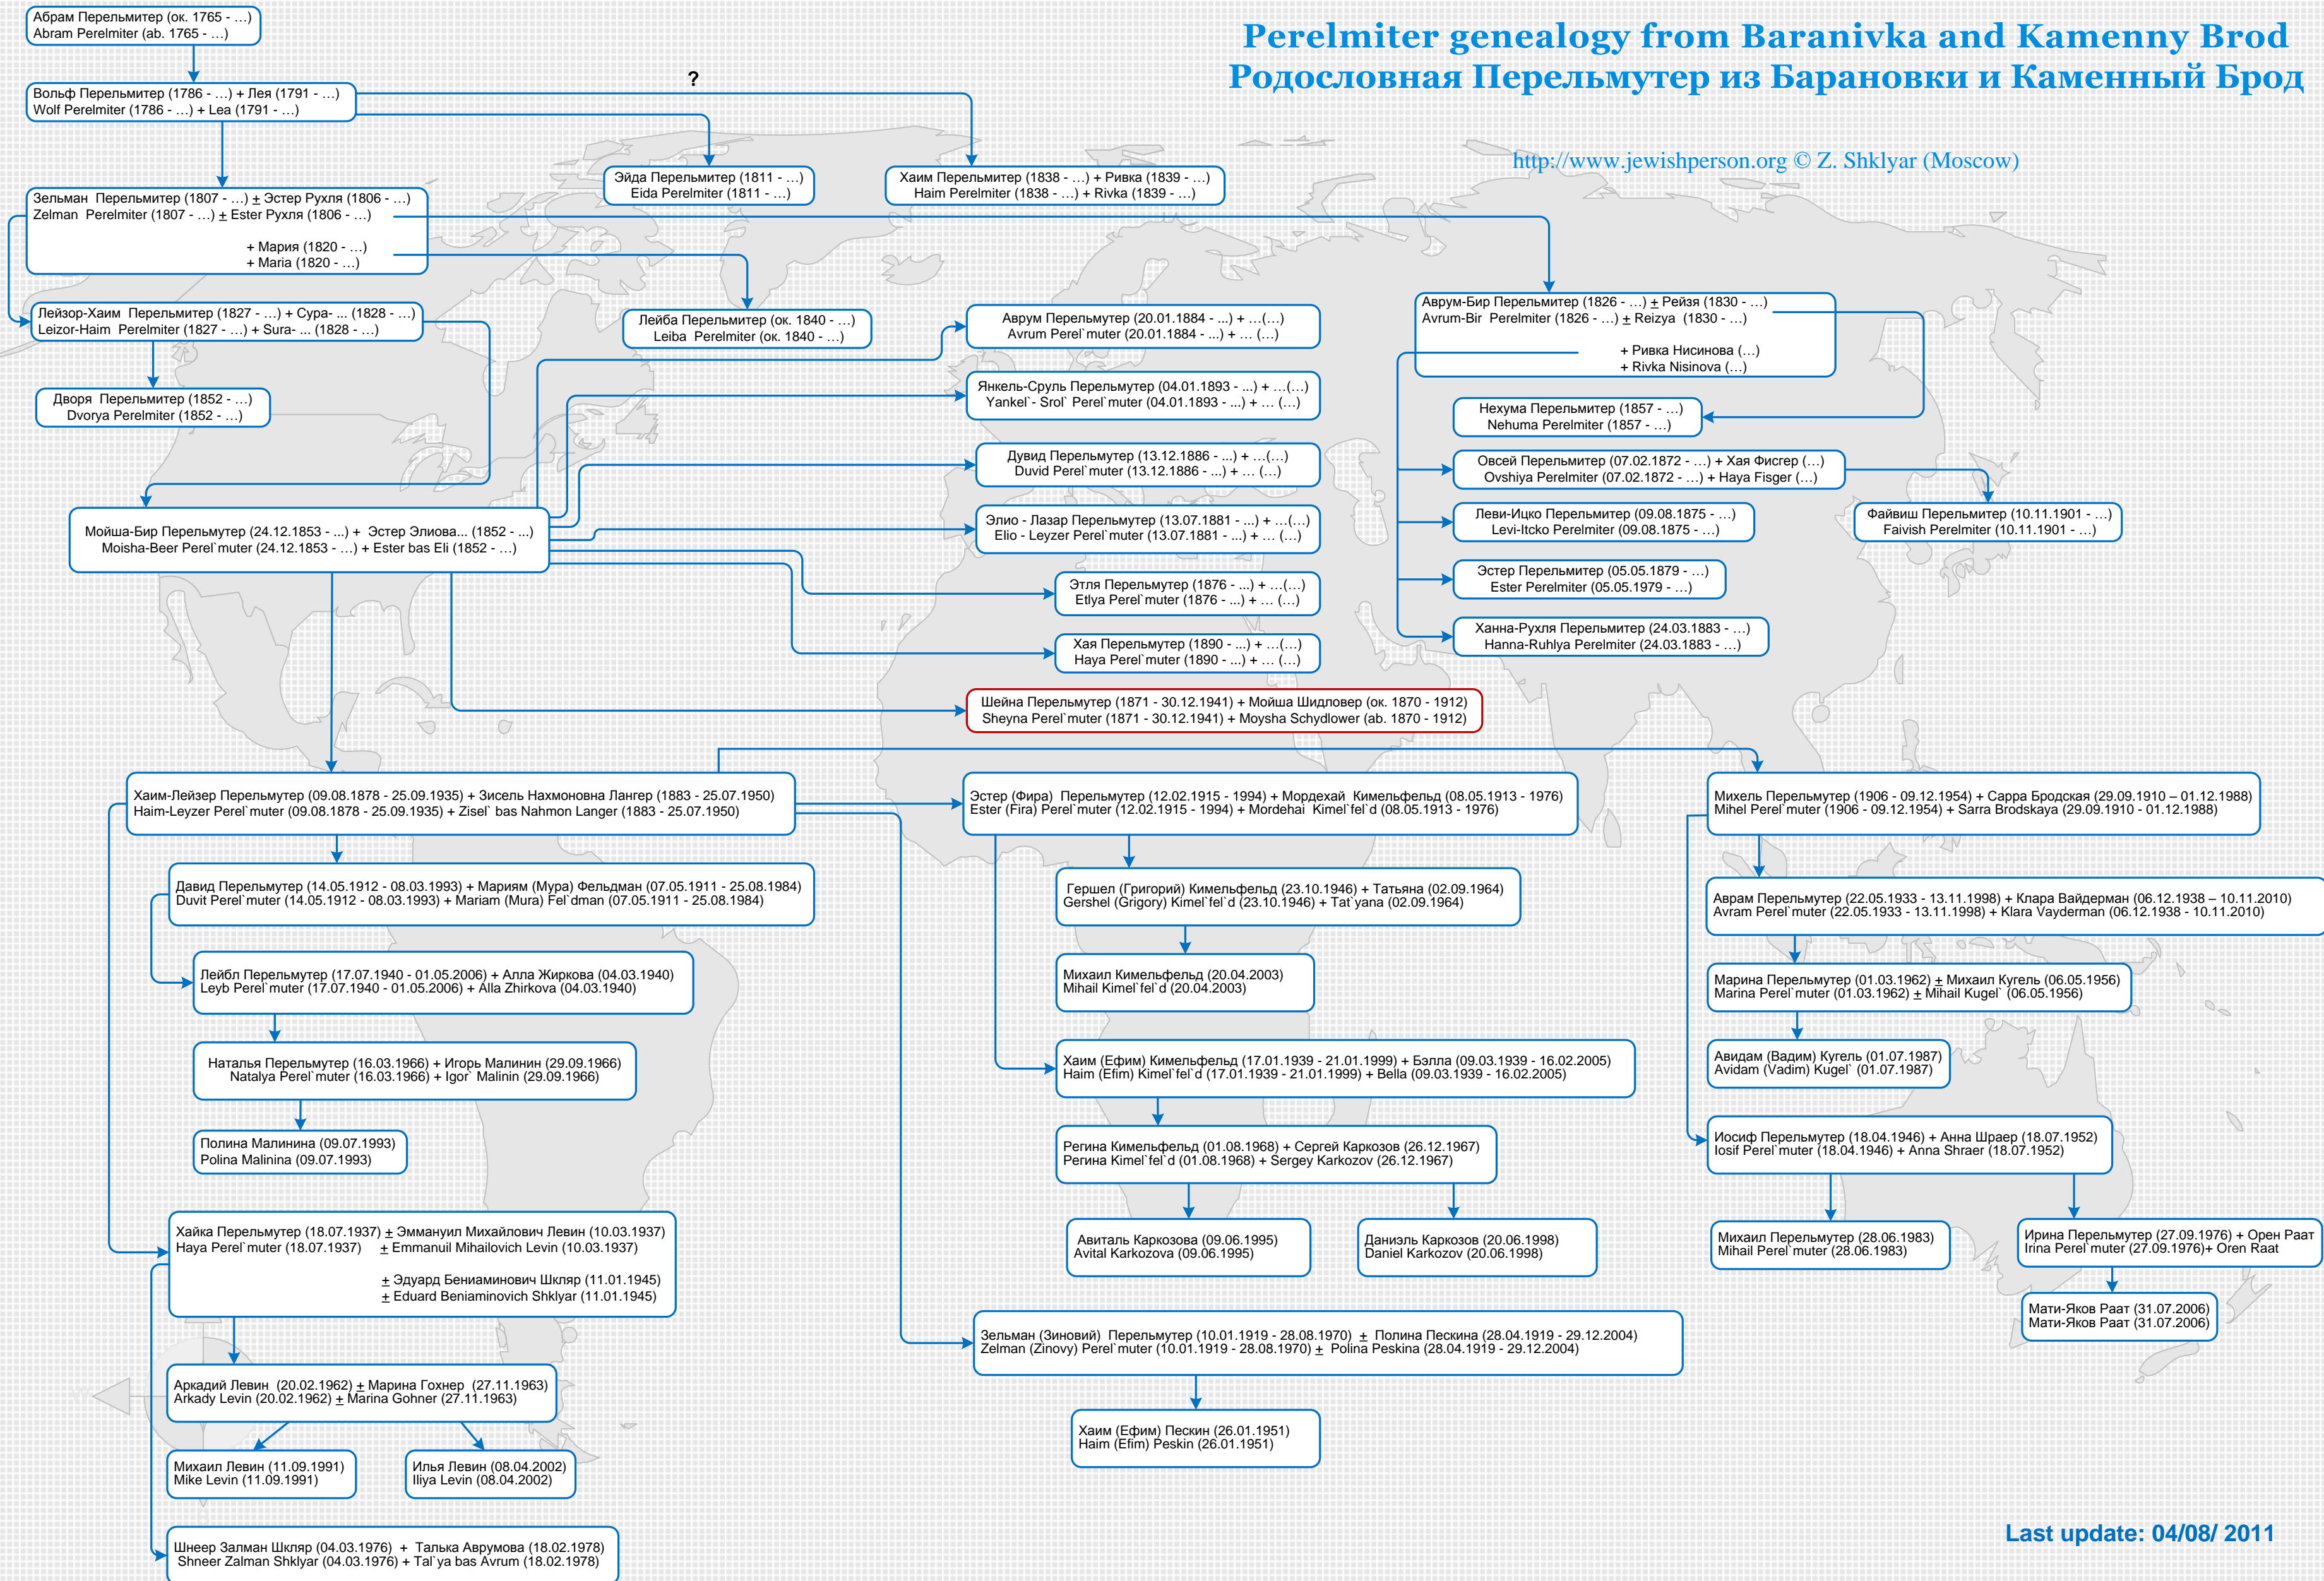 Абрам Перельмитер (ок. 1765 - …)
Abram Perelmiter (ab. 1765 - …)
Perelmiter genealogy from Baranivka and Kamenny Brod
Родословная Перельмутер из Барановки и Каменный Брод
?
Вольф Перельмитер (1786 - …) + Лея (1791 - …)
Wolf Perelmiter (1786 - …) + Lea (1791 - …)
http://www.jewishperson.org © Z. Shklyar (Moscow)
Эйда Перельмитер (1811 - …)
Eida Perelmiter (1811 - …)
Хаим Перельмитер (1838 - …) + Ривка (1839 - …)
Haim Perelmiter (1838 - …) + Rivka (1839 - …)
Зельман Перельмитер (1807 - …) ± Эстер Рухля (1806 - …)
Zelman Perelmiter (1807 - …) ± Ester Рухля (1806 - …)
+ Мария (1820 - …)
+ Maria (1820 - …)
Лейзор-Хаим Перельмитер (1827 - …) + Сура- ... (1828 - …)
Leizor-Haim Perelmiter (1827 - …) + Sura- ... (1828 - …)
Лейба Перельмитер (ок. 1840 - …)
Leiba Perelmiter (ок. 1840 - …)
Аврум Перельмутер (20.01.1884 - ...) + …(…)
Avrum Perel`muter (20.01.1884 - ...) + … (…)
Аврум-Бир Перельмитер (1826 - …) ± Рейзя (1830 - …)
Avrum-Bir Perelmiter (1826 - …) ± Reizya (1830 - …)
+ Ривка Нисинова (…)
+ Rivka Nisinova (…)
Дворя Перельмитер (1852 - …)
Dvorya Perelmiter (1852 - …)
Янкель-Сруль Перельмутер (04.01.1893 - ...) + …(…)
Yankel`- Srol` Perel`muter (04.01.1893 - ...) + … (…)
Нехума Перельмитер (1857 - …)
Nehuma Perelmiter (1857 - …)
Дувид Перельмутер (13.12.1886 - ...) + …(…)
Duvid Perel`muter (13.12.1886 - ...) + … (…)
Овсей Перельмитер (07.02.1872 - …) + Хая Фисгер (…)
Ovshiya Perelmiter (07.02.1872 - …) + Haya Fisger (…)
Мойша-Бир Перельмутер (24.12.1853 - ...) + Эстер Элиова... (1852 - ...)
Moisha-Beer Perel`muter (24.12.1853 - …) + Ester bas Eli (1852 - …)
Элио - Лазар Перельмутер (13.07.1881 - ...) + …(…)
Elio - Leyzer Perel`muter (13.07.1881 - ...) + … (…)
Леви-Ицко Перельмитер (09.08.1875 - …)
Levi-Itcko Perelmiter (09.08.1875 - …)
Файвиш Перельмитер (10.11.1901 - …)
Faivish Perelmiter (10.11.1901 - …)
Этля Перельмутер (1876 - ...) + …(…)
Etlya Perel`muter (1876 - ...) + … (…)
Эстер Перельмитер (05.05.1879 - …)
Ester Perelmiter (05.05.1979 - …)
Хая Перельмутер (1890 - ...) + …(…)
Haya Perel`muter (1890 - ...) + … (…)
Ханна-Рухля Перельмитер (24.03.1883 - …)
Hanna-Ruhlya Perelmiter (24.03.1883 - …)
Шейна Перельмутер (1871 - 30.12.1941) + Мойша Шидловер (ок. 1870 - 1912)
Sheyna Perel`muter (1871 - 30.12.1941) + Moysha Schydlower (ab. 1870 - 1912)
Хаим-Лейзер Перельмутер (09.08.1878 - 25.09.1935) + Зисель Нахмоновна Лангер (1883 - 25.07.1950)
Haim-Leyzer Perel`muter (09.08.1878 - 25.09.1935) + Zisel` bas Nahmon Langer (1883 - 25.07.1950)
Эстер (Фира) Перельмутер (12.02.1915 - 1994) + Мордехай Кимельфельд (08.05.1913 - 1976)
Ester (Fira) Perel`muter (12.02.1915 - 1994) + Mordehai Kimel`fel`d (08.05.1913 - 1976)
Михель Перельмутер (1906 - 09.12.1954) + Сарра Бродская (29.09.1910 – 01.12.1988)
Mihel Perel`muter (1906 - 09.12.1954) + Sarra Brodskaya (29.09.1910 - 01.12.1988)
Давид Перельмутер (14.05.1912 - 08.03.1993) + Мариям (Мура) Фельдман (07.05.1911 - 25.08.1984)
Duvit Perel`muter (14.05.1912 - 08.03.1993) + Mariam (Mura) Fel`dman (07.05.1911 - 25.08.1984)
Гершел (Григорий) Кимельфельд (23.10.1946) + Татьяна (02.09.1964)
Gershel (Grigory) Kimel`fel`d (23.10.1946) + Tat`yana (02.09.1964)
Аврам Перельмутер (22.05.1933 - 13.11.1998) + Клара Вайдерман (06.12.1938 – 10.11.2010)
Avram Perel`muter (22.05.1933 - 13.11.1998) + Klara Vayderman (06.12.1938 - 10.11.2010)
Лейбл Перельмутер (17.07.1940 - 01.05.2006) + Алла Жиркова (04.03.1940)
Leyb Perel`muter (17.07.1940 - 01.05.2006) + Alla Zhirkova (04.03.1940)
Михаил Кимельфельд (20.04.2003)
Mihail Kimel`fel`d (20.04.2003)
Марина Перельмутер (01.03.1962) ± Михаил Кугель (06.05.1956)
Marina Perel`muter (01.03.1962) ± Mihail Kugel` (06.05.1956)
Наталья Перельмутер (16.03.1966) + Игорь Малинин (29.09.1966)
Natalya Perel`muter (16.03.1966) + Igor` Malinin (29.09.1966)
Хаим (Ефим) Кимельфельд (17.01.1939 - 21.01.1999) + Бэлла (09.03.1939 - 16.02.2005)
Haim (Efim) Kimel`fel`d (17.01.1939 - 21.01.1999) + Bella (09.03.1939 - 16.02.2005)
Авидам (Вадим) Кугель (01.07.1987)
Avidam (Vadim) Kugel` (01.07.1987)
Полина Малинина (09.07.1993)
Polina Malinina (09.07.1993)
Регина Кимельфельд (01.08.1968) + Сергей Каркозов (26.12.1967)
Регина Kimel`fel`d (01.08.1968) + Sergey Karkozov (26.12.1967)
Иосиф Перельмутер (18.04.1946) + Анна Шраер (18.07.1952)
Iosif Perel`muter (18.04.1946) + Anna Shraer (18.07.1952)
Хайка Перельмутер (18.07.1937) ± Эммануил Михайлович Левин (10.03.1937)
Haya Perel`muter (18.07.1937) ± Emmanuil Mihailovich Levin (10.03.1937)
± Эдуард Бениаминович Шкляр (11.01.1945)
± Eduard Beniaminovich Shklyar (11.01.1945)
Авиталь Каркозова (09.06.1995)
Avital Karkozova (09.06.1995)
Даниэль Каркозов (20.06.1998)
Daniel Karkozov (20.06.1998)
Михаил Перельмутер (28.06.1983)
Mihail Perel`muter (28.06.1983)
Ирина Перельмутер (27.09.1976) + Орен Раат
Irina Perel`muter (27.09.1976)+ Oren Raat
Мати-Яков Раат (31.07.2006)
Мати-Яков Раат (31.07.2006)
Зельман (Зиновий) Перельмутер (10.01.1919 - 28.08.1970) ± Полина Пескина (28.04.1919 - 29.12.2004)
Zelman (Zinovy) Perel`muter (10.01.1919 - 28.08.1970) ± Polina Peskina (28.04.1919 - 29.12.2004)
Аркадий Левин (20.02.1962) ± Марина Гохнер (27.11.1963)
Arkady Levin (20.02.1962) ± Marina Gohner (27.11.1963)
Хаим (Ефим) Пескин (26.01.1951)
Haim (Efim) Peskin (26.01.1951)
Михаил Левин (11.09.1991)
Mike Levin (11.09.1991)
Илья Левин (08.04.2002)
Iliya Levin (08.04.2002)
Last update: 04/08/ 2011
Шнеер Залман Шкляр (04.03.1976) + Талька Аврумова (18.02.1978)
Shneer Zalman Shklyar (04.03.1976) + Tal`ya bas Avrum (18.02.1978)